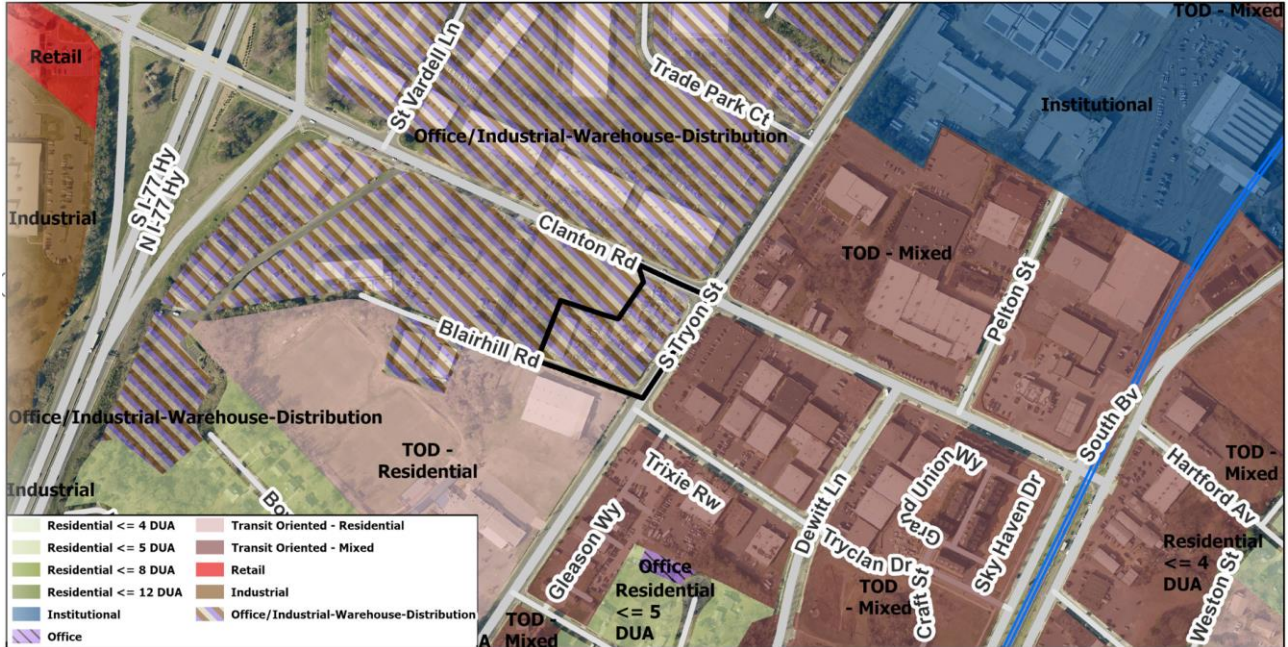 TOD - Mixed
Retail
St Vardell Ln
Trade Park Ct
Institutional
Office/Industrial-Warehouse-Distribution
S I-77 Hy
N I-77 Hy
Industrial
Clanton Rd
TOD - Mixed
Pelton St
S Tryon St
Blairhill Rd
South Bv
Office/Industrial-Warehouse-Distribution
TOD -
Residential
TOD -
Mixed
Hartford Av
Trixie Rw
Industrial
Dewitt Ln
Grayd Union Wy
Sky Haven Dr
Gleason Wy
Tryclan Dr
Residential
<= 4
DUA
Weston St
Office
Residential
<= 5
DUA
TOD
- Mixed
Craft St
TOD -
Mixed
Residential <= 4 DUA
Residential <= 5 DUA
Residential <= 8 DUA
Residential <= 12 DUA
Institutional
Office
Transit Oriented - Residential
Transit Oriented - Mixed
Retail
Industrial
Office/Industrial-Warehouse-Distribution